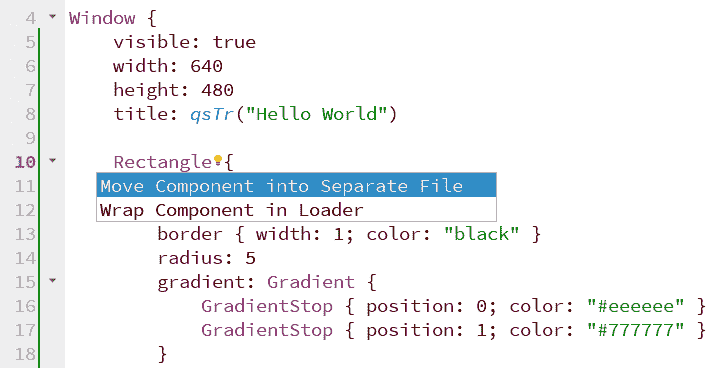 4 Window {
5 visible: true
6 width: 640
7 height: 480
8 title: qsTr("Hello World")
9
10 Rectangle {
11 Move Component into Separate File
12 Wrap Component in Loader
13 border { width: 1; color: "black" }
14 radius: 5
15 gradient: Gradient {
16 GradientStop { position: 0; color: "#eeeeee" }
17 GradientStop { position: 1; color: "#777777" }
18 }